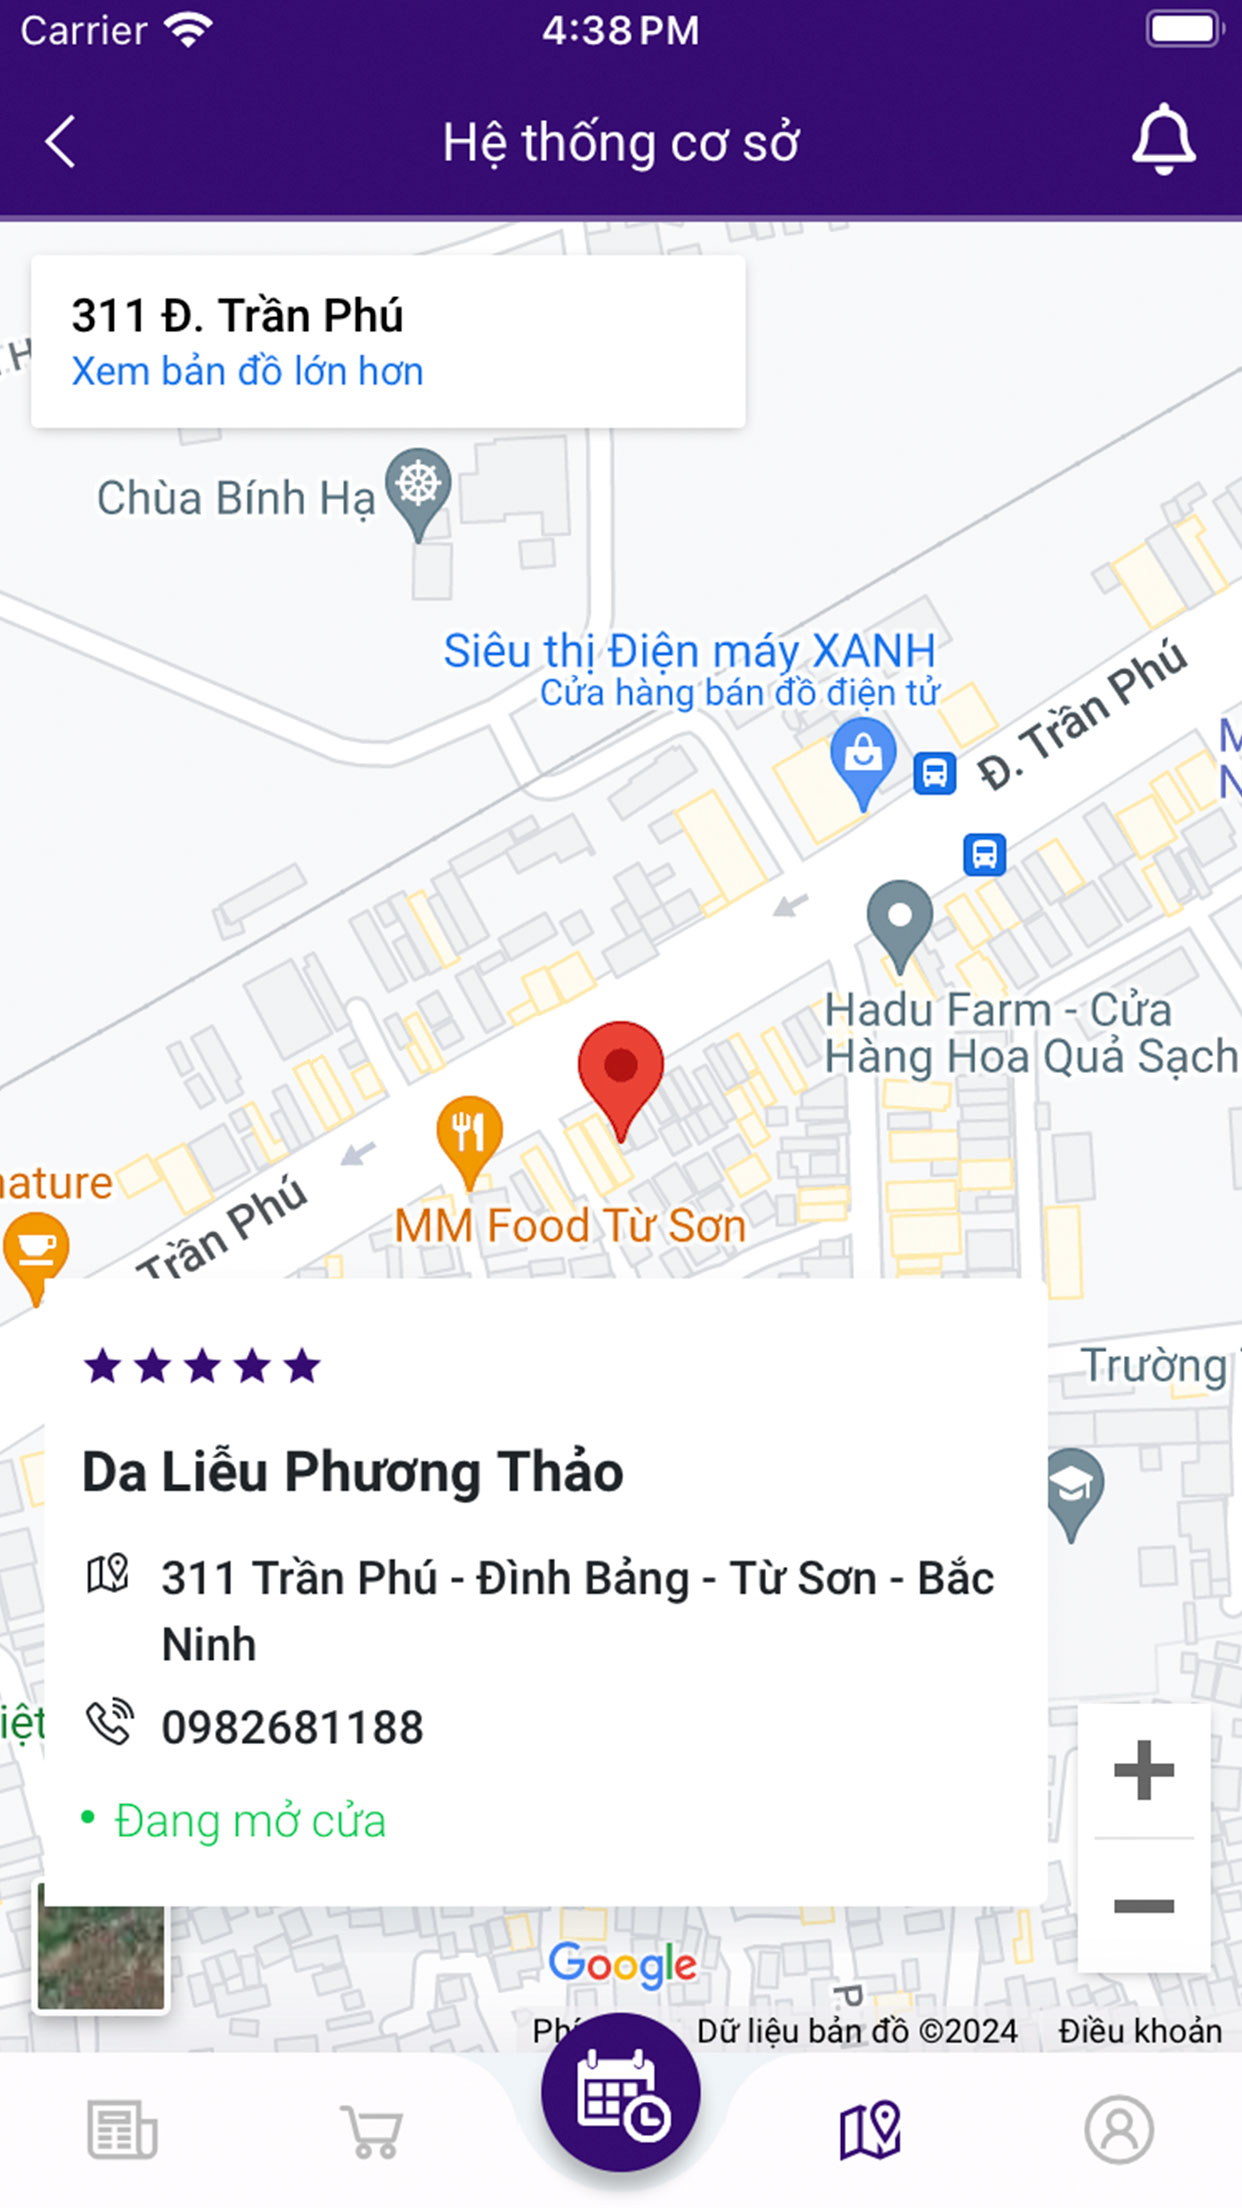 Carrier
4:38 PM
Hệ thống cơ sở
311 Đ. Trần Phú
Xem bản đồ lớn hơn
Chùa Bính Hạ
Siêu thị Điện máy XANH
Cửa hàng bán đồ điện tử
Đ. Trần Phú
Hadu Farm - Cửa
Hàng Hoa Quả Sạch
nature
MM Food Từ Sơn
Trần Phú
Trường
Da Liễu Phương Thảo
311 Trần Phú - Đình Bảng - Từ Sơn - Bắc
Ninh
iệt
0982681188
Đang mở cửa
Google
Dữ liệu bản đồ ©2024
Điều khoản